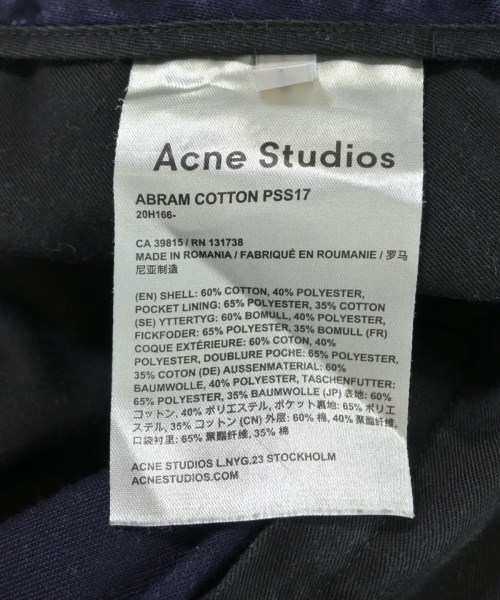 Acne Studios
ABRAM COTTON PSS17
20H166-
CA 39815 / RN 131738
MADE IN ROMANIA / FABRIQUÉ EN ROUMANIE / 罗马
尼亚制造
(EN) SHELL: 60% COTTON, 40% POLYESTER,
POCKET LINING: 65% POLYESTER, 35% COTTON
(SE) YTTERTYG: 60% BOMULL, 40% POLYESTER,
FICKFODER: 65% POLYESTER, 35% BOMULL (FR)
COQUE EXTÉRIEURE: 60% COTON, 40%
POLYESTER, DOUBLURE POCHE: 65% POLYESTER,
35% COTON (DE) AUSSENMATERIAL: 60%
BAUMWOLLE, 40% POLYESTER, TASCHENFUTTER:
65% POLYESTER, 35% BAUMWOLLE (JP) 表地: 60%
コットン, 40% ポリエステル, ポケット裏地: 65% ポリエ
ステル, 35% コットン (CN) 外层: 60% 棉, 40% 聚酯纤维,
口袋衬里: 65% 聚酯纤维, 35% 棉
ACNE STUDIOS L.NYG.23 STOCKHOLM
ACNESTUDIOS.COM